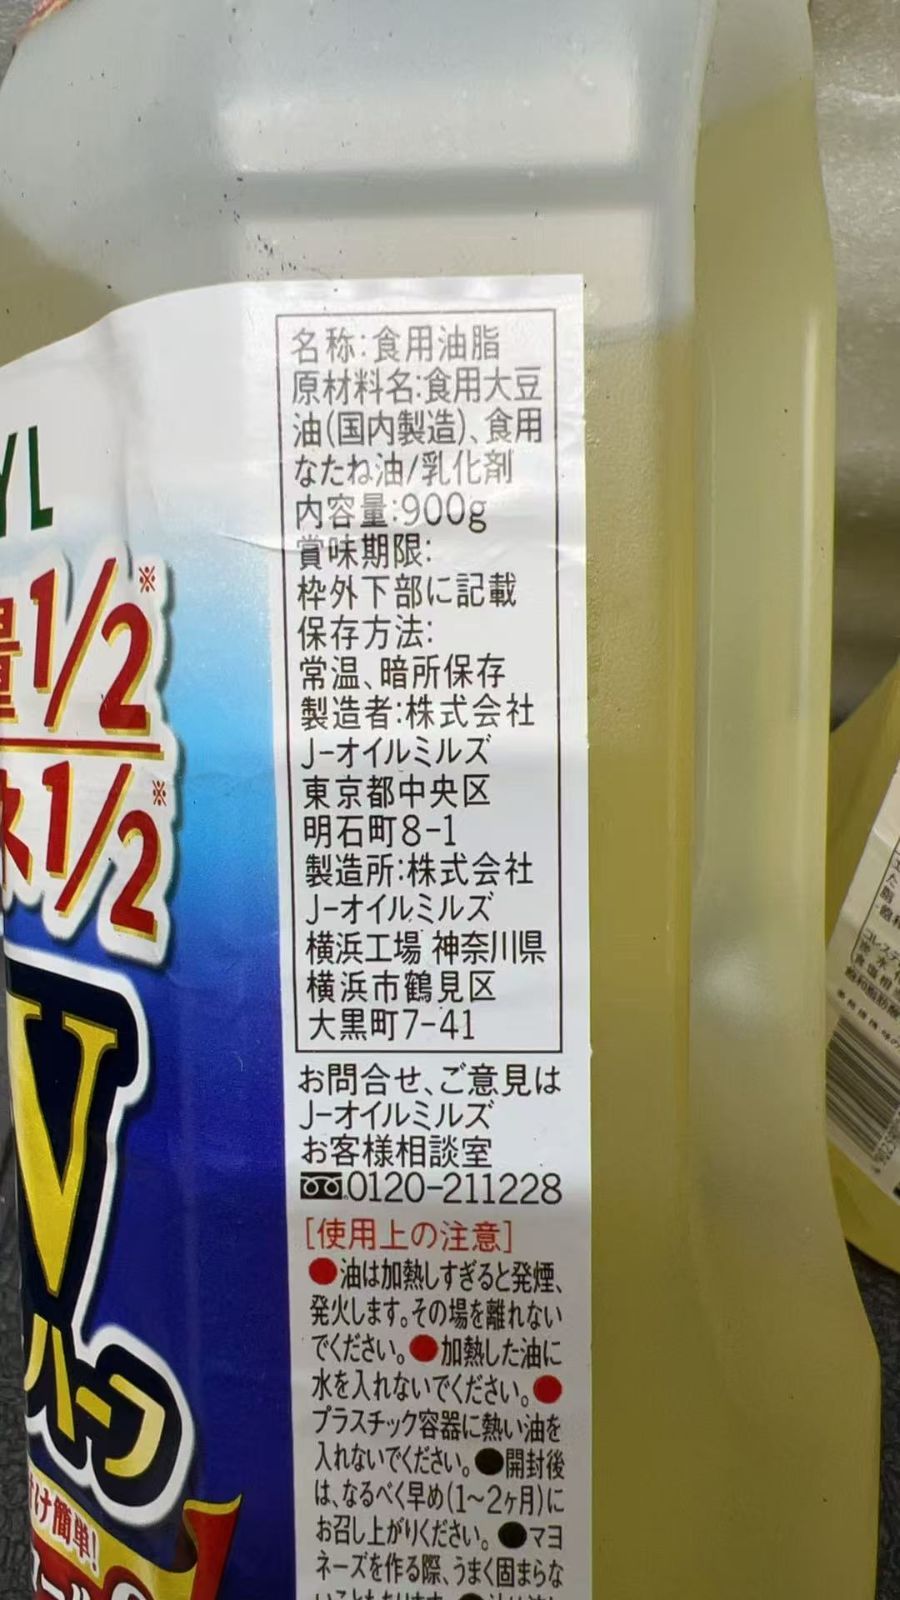 名称:食用油脂
原材料名:食用大豆
油(国内製造)、食用
なたね油/乳化剤
内容量:900g
賞味期限:
枠外下部に記載
保存方法:
常温、暗所保存
製造者:株式会社
J-オイルミルズ
東京都中央区
明石町8-1
製造所:株式会社
J-オイルミルズ
横浜工場 神奈川県
横浜市鶴見区
大黒町7-41
お問合せ、ご意見は
J-オイルミルズ
お客様相談室
0120-211228
[使用上の注意]
●油は加熱しすぎると発煙、
発火します。その場を離れない
でください。●加熱した油に
水を入れないでください。●
プラスチック容器に熱い油を
入れないでください。●開封後
は、なるべく早め(1〜2ヶ月)に
お召し上がりください。●マヨ
ネーズを作る際、うまく固まらな
YL
量1/2※
1/2※
V
ハーフ
け簡単!